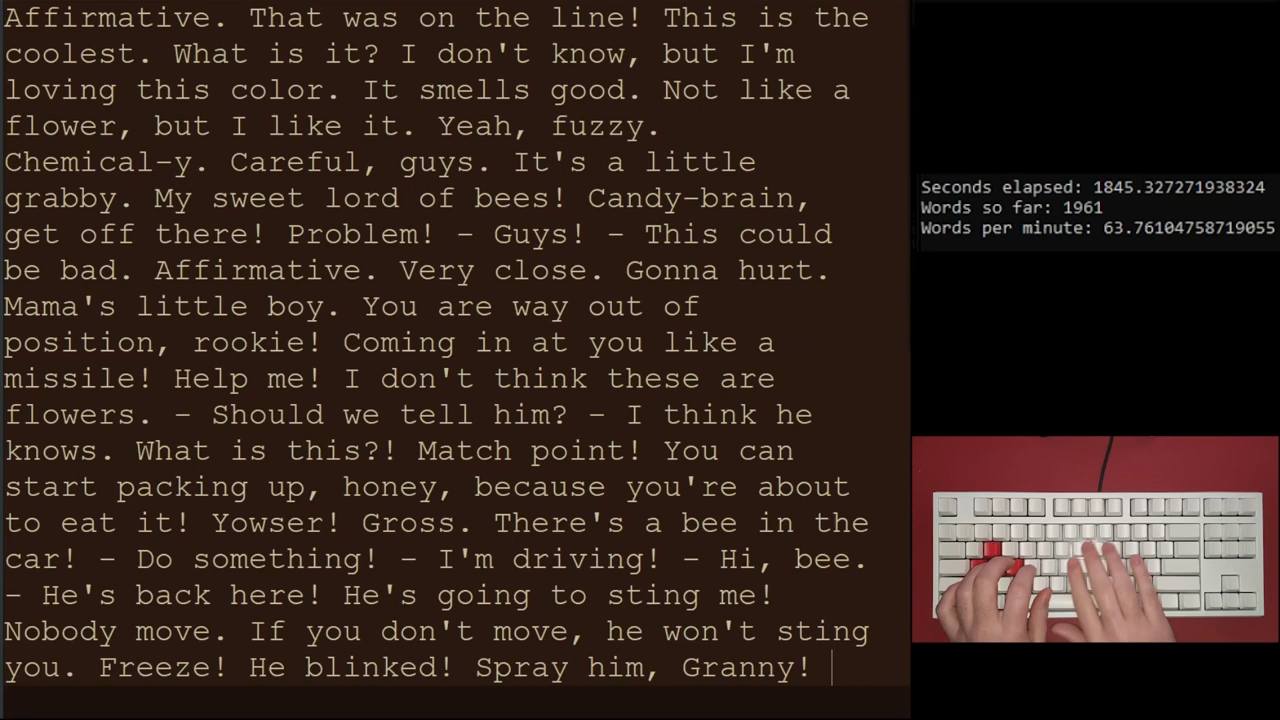 Affirmative. That was on the line! This is the
coolest. What is it? I don't know, but I'm
loving this color. It smells good. Not like a
flower, but I like it. Yeah, fuzzy.
Chemical-y. Careful, guys. It's a little
grabby. My sweet lord of bees! Candy-brain,
get off there! Problem! - Guys! - This could
be bad. Affirmative. Very close. Gonna hurt.
Mama's little boy. You are way out of
position, rookie! Coming in at you like a
missile! Help me! I don't think these are
flowers. - Should we tell him? - I think he
knows. What is this?! Match point! You can
start packing up, honey, because you're about
to eat it! Yowser! Gross. There's a bee in the
car! - Do something! - I'm driving! - Hi, bee.
- He's back here! He's going to sting me!
Nobody move. If you don't move, he won't sting
you. Freeze! He blinked! Spray him, Granny!
Seconds elapsed: 1845.327271938324
Words so far: 1961
Words per minute: 63.76104758719055